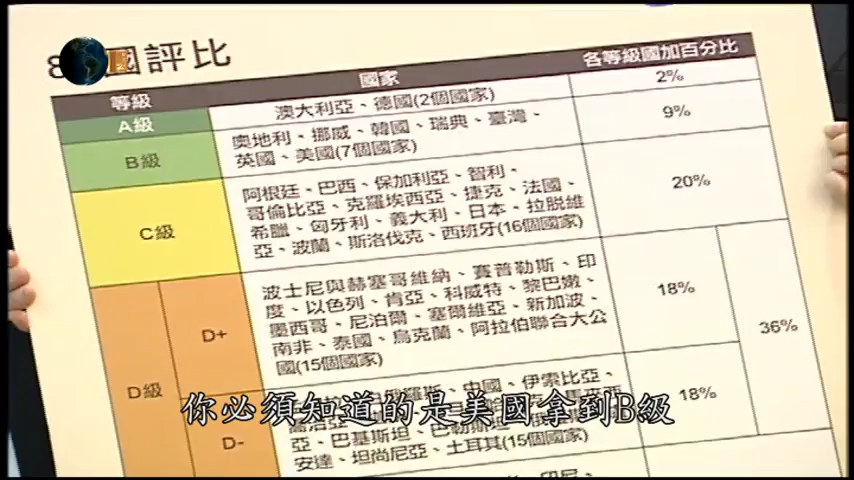 國評比
等級 國家 各等級國加百分比
A級 澳大利亞、德國(2個國家) 2%
B級 奧地利、挪威、韓國、瑞典、臺灣、 9%
英國、美國(7個國家)
C級 阿根廷、巴西、保加利亞、智利、 20%
哥倫比亞、克羅埃西亞、捷克、法國、
希臘、匈牙利、義大利、日本、拉脫維
亞、波蘭、斯洛伐克、西班牙(16個國家)
D級 D+ 波士尼與赫塞哥維納、賽普勒斯、印 18% 36%
度、以色列、肯亞、科威特、黎巴嫩、
墨西哥、尼泊爾、塞爾維亞、新加波、
南非、泰國、烏克蘭、阿拉伯聯合大公
國(15個國家)
D- 羅斯、中國、伊索比亞、 18%
亞、巴基斯坦、
安達、坦尚尼亞、土耳其(15個國家)
你必須知道的是美國拿到B級